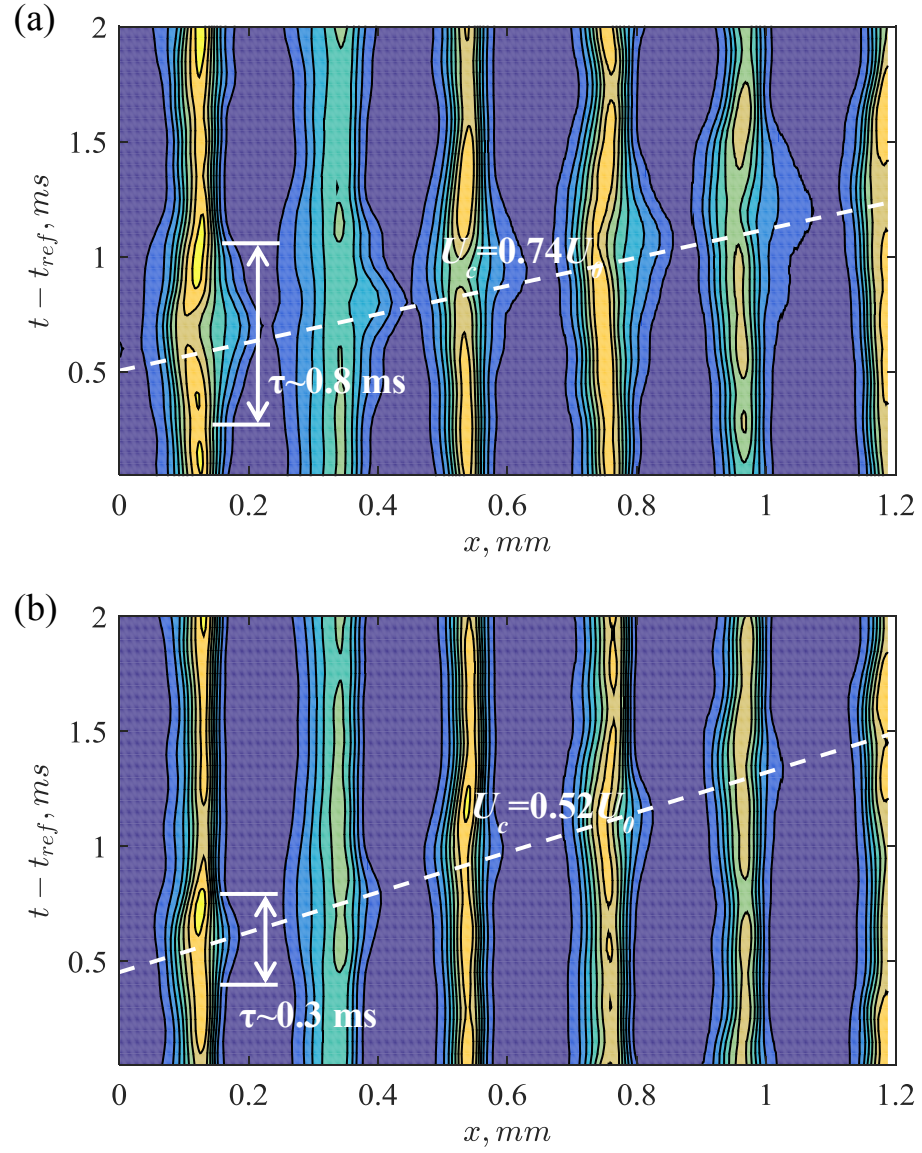 (a)
2
1.5
1
0.5
t − t_ref, ms
U_c=0.74U_0
τ~0.8 ms
0 0.2 0.4 0.6 0.8 1 1.2
x, mm
(b)
2
1.5
1
0.5
t − t_ref, ms
U_c=0.52U_0
τ~0.3 ms
0 0.2 0.4 0.6 0.8 1 1.2
x, mm